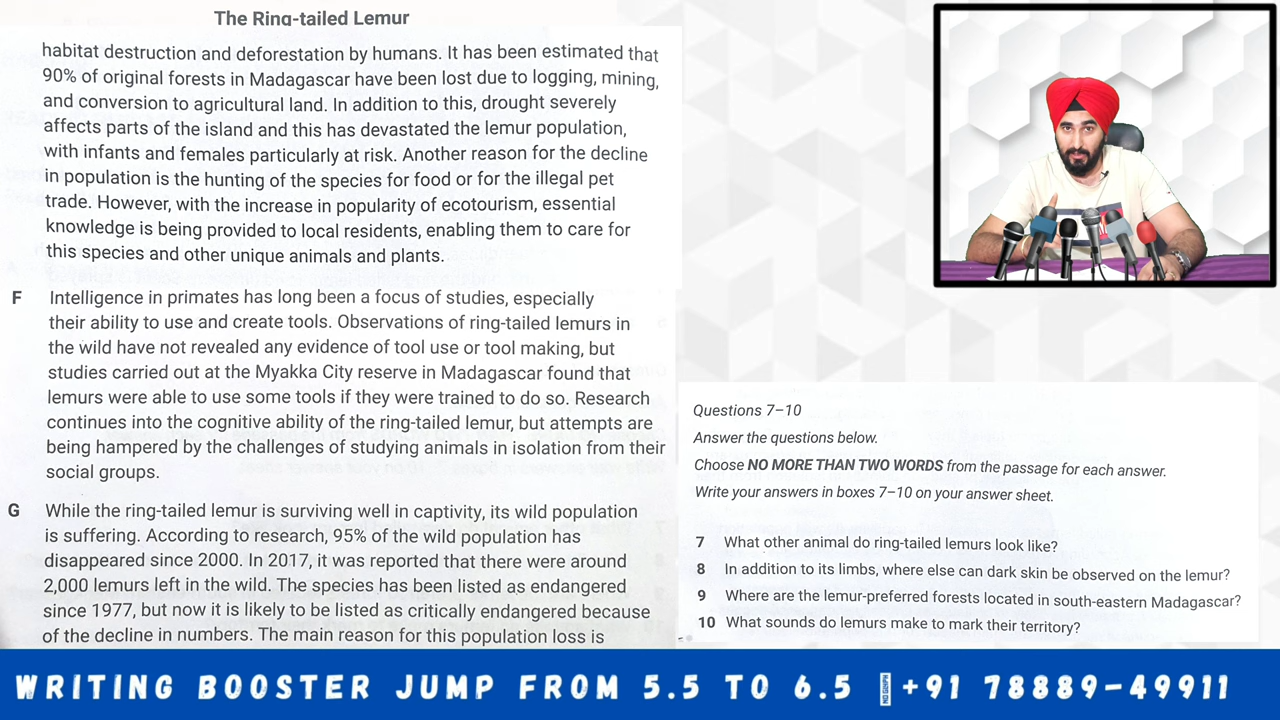 The Ring-tailed Lemur
habitat destruction and deforestation by humans. It has been estimated that
90% of original forests in Madagascar have been lost due to logging, mining,
and conversion to agricultural land. In addition to this, drought severely
affects parts of the island and this has devastated the lemur population,
with infants and females particularly at risk. Another reason for the decline
in population is the hunting of the species for food or for the illegal pet
trade. However, with the increase in popularity of ecotourism, essential
knowledge is being provided to local residents, enabling them to care for
this species and other unique animals and plants.
F Intelligence in primates has long been a focus of studies, especially
their ability to use and create tools. Observations of ring-tailed lemurs in
the wild have not revealed any evidence of tool use or tool making, but
studies carried out at the Myakka City reserve in Madagascar found that
lemurs were able to use some tools if they were trained to do so. Research
continues into the cognitive ability of the ring-tailed lemur, but attempts are
being hampered by the challenges of studying animals in isolation from their
social groups.
G While the ring-tailed lemur is surviving well in captivity, its wild population
is suffering. According to research, 95% of the wild population has
disappeared since 2000. In 2017, it was reported that there were around
2,000 lemurs left in the wild. The species has been listed as endangered
since 1977, but now it is likely to be listed as critically endangered because
of the decline in numbers. The main reason for this population loss is
Questions 7–10
Answer the questions below.
Choose NO MORE THAN TWO WORDS from the passage for each answer.
Write your answers in boxes 7–10 on your answer sheet.
7 What other animal do ring-tailed lemurs look like?
8 In addition to its limbs, where else can dark skin be observed on the lemur?
9 Where are the lemur-preferred forests located in south-eastern Madagascar?
10 What sounds do lemurs make to mark their territory?
WRITING BOOSTER JUMP FROM 5.5 TO 6.5 +91 78889-49911